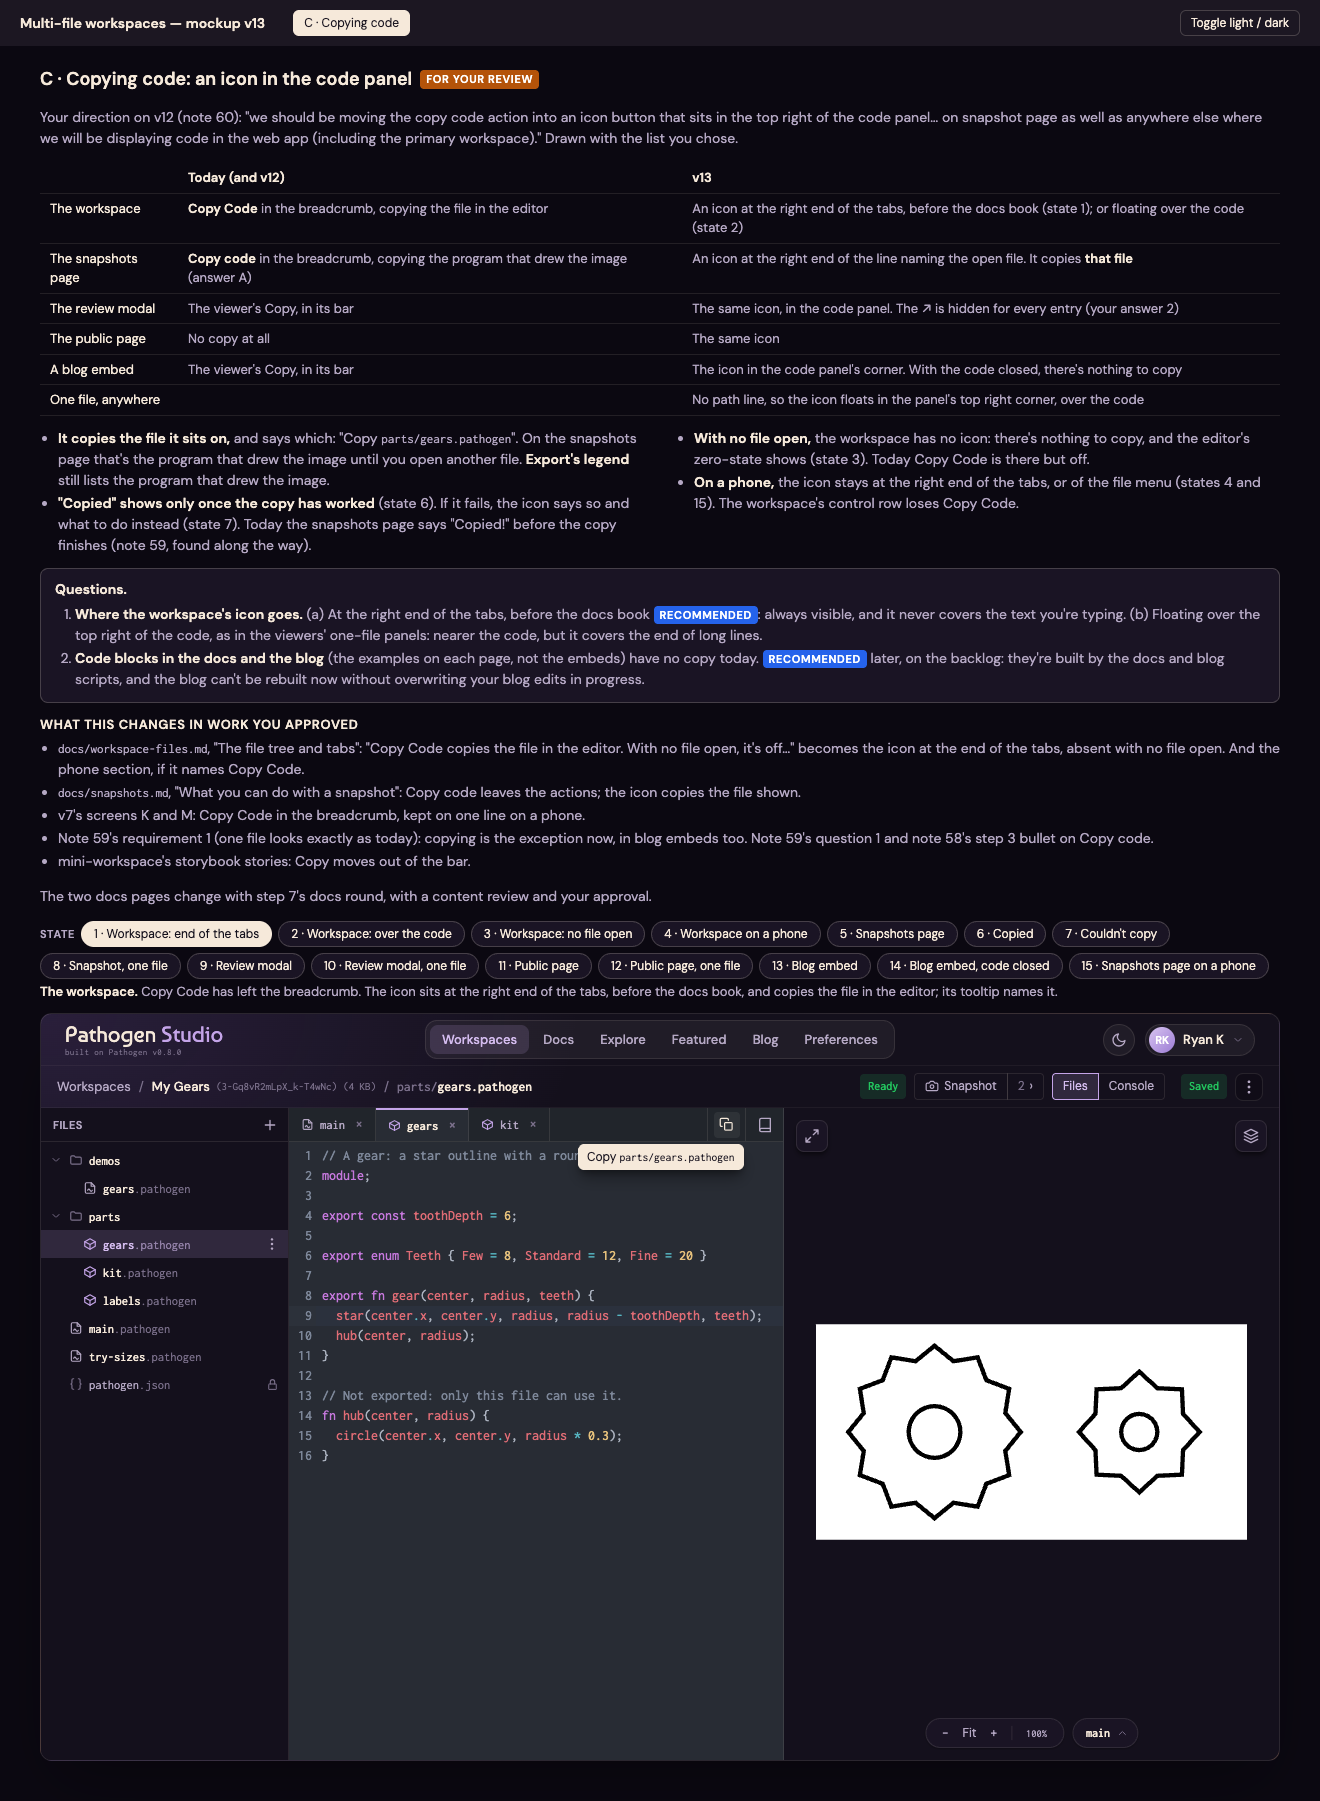 Multi-file workspaces — mockup v13
C · Copying code
Toggle light / dark
C · Copying code: an icon in the code panel FOR YOUR REVIEW
Your direction on v12 (note 60): "we should be moving the copy code action into an icon button that sits in the top right of the code panel… on snapshot page as well as anywhere else where
we will be displaying code in the web app (including the primary workspace)." Drawn with the list you chose.
Today (and v12)
v13
The workspace
Copy Code in the breadcrumb, copying the file in the editor
An icon at the right end of the tabs, before the docs book (state 1); or floating over the code
(state 2)
The snapshots
page
Copy code in the breadcrumb, copying the program that drew the image
(answer A)
An icon at the right end of the line naming the open file. It copies that file
The review modal
The viewer's Copy, in its bar
The same icon, in the code panel. The ↗ is hidden for every entry (your answer 2)
The public page
No copy at all
The same icon
A blog embed
The viewer's Copy, in its bar
The icon in the code panel's corner. With the code closed, there's nothing to copy
One file, anywhere
No path line, so the icon floats in the panel's top right corner, over the code
• It copies the file it sits on, and says which: "Copy parts/gears.pathogen". On the snapshots
page that's the program that drew the image until you open another file. Export's legend
still lists the program that drew the image.
• "Copied" shows only once the copy has worked (state 6). If it fails, the icon says so and
what to do instead (state 7). Today the snapshots page says "Copied!" before the copy
finishes (note 59, found along the way).
• With no file open, the workspace has no icon: there's nothing to copy, and the editor's
zero-state shows (state 3). Today Copy Code is there but off.
• On a phone, the icon stays at the right end of the tabs, or of the file menu (states 4 and
15). The workspace's control row loses Copy Code.
Questions.
1. Where the workspace's icon goes. (a) At the right end of the tabs, before the docs book RECOMMENDED: always visible, and it never covers the text you're typing. (b) Floating over the
top right of the code, as in the viewers' one-file panels: nearer the code, but it covers the end of long lines.
2. Code blocks in the docs and the blog (the examples on each page, not the embeds) have no copy today. RECOMMENDED later, on the backlog: they're built by the docs and blog
scripts, and the blog can't be rebuilt now without overwriting your blog edits in progress.
WHAT THIS CHANGES IN WORK YOU APPROVED
• docs/workspace-files.md, "The file tree and tabs": "Copy Code copies the file in the editor. With no file open, it's off…" becomes the icon at the end of the tabs, absent with no file open. And the
phone section, if it names Copy Code.
• docs/snapshots.md, "What you can do with a snapshot": Copy code leaves the actions; the icon copies the file shown.
• v7's screens K and M: Copy Code in the breadcrumb, kept on one line on a phone.
• Note 59's requirement 1 (one file looks exactly as today): copying is the exception now, in blog embeds too. Note 59's question 1 and note 58's step 3 bullet on Copy code.
• mini-workspace's storybook stories: Copy moves out of the bar.
The two docs pages change with step 7's docs round, with a content review and your approval.
STATE
1 · Workspace: end of the tabs
2 · Workspace: over the code
3 · Workspace: no file open
4 · Workspace on a phone
5 · Snapshots page
6 · Copied
7 · Couldn't copy
8 · Snapshot, one file
9 · Review modal
10 · Review modal, one file
11 · Public page
12 · Public page, one file
13 · Blog embed
14 · Blog embed, code closed
15 · Snapshots page on a phone
The workspace. Copy Code has left the breadcrumb. The icon sits at the right end of the tabs, before the docs book, and copies the file in the editor; its tooltip names it.
Pathogen Studio
built on Pathogen v0.8.0
Workspaces
Docs
Explore
Featured
Blog
Preferences
RK
Ryan K
Workspaces / My Gears (3-Gq8vR2mLpX_k-T4wNc) (4 KB) / parts/gears.pathogen
Ready
Snapshot
2 ›
Files
Console
Saved
FILES
+
main ×
gears ×
kit ×
Copy parts/gears.pathogen
demos
gears.pathogen
parts
gears.pathogen
kit.pathogen
labels.pathogen
main.pathogen
try-sizes.pathogen
{} pathogen.json
1 // A gear: a star outline with a roun
2 module;
3
4 export const toothDepth = 6;
5
6 export enum Teeth { Few = 8, Standard = 12, Fine = 20 }
7
8 export fn gear(center, radius, teeth) {
9 star(center.x, center.y, radius, radius - toothDepth, teeth);
10 hub(center, radius);
11 }
12
13 // Not exported: only this file can use it.
14 fn hub(center, radius) {
15 circle(center.x, center.y, radius * 0.3);
16 }
− Fit + 100%
main